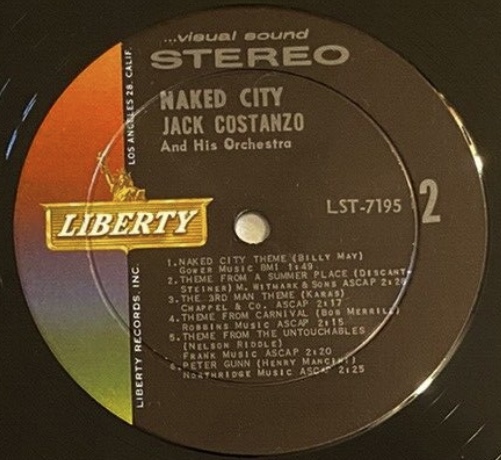 ...visual sound
STEREO
NAKED CITY
JACK COSTANZO
And His Orchestra
LST-7195
2
LIBERTY
LOS ANGELES 28, CALIF.
LIBERTY RECORDS, INC.
1. NAKED CITY THEME (BILLY MAY)
GOWER MUSIC BMI 1:49
2. THEME FROM A SUMMER PLACE (DISCANT-
STEINER) M. WITMARK & SONS ASCAP 2:28
3. THE 3RD MAN THEME (KARAS)
CHAPPEL & CO. ASCAP 2:17
4. THEME FROM CARNIVAL (BOB MERRILL)
ROBBINS MUSIC ASCAP 2:15
5. THEME FROM THE UNTOUCHABLES
(NELSON RIDDLE)
FRANK MUSIC ASCAP 2:20
6. PETER GUNN (HENRY MANCINI)
NORTHRIDGE MUSIC ASCAP 2:25